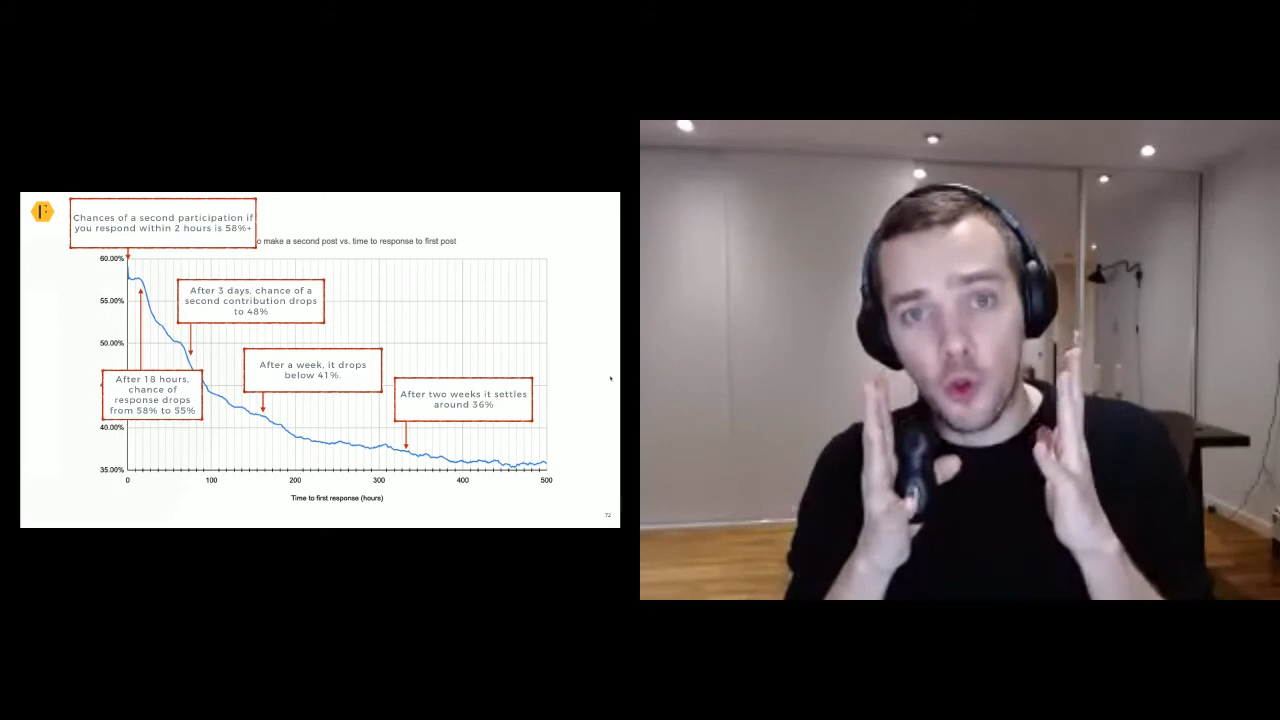 Chances of a second participation if
you respond within 2 hours is 58%+
o make a second post vs. time to response to first post
60.00%
After 3 days, chance of a
second contribution drops
to 48%
55.00%
50.00%
After a week, it drops
below 41%.
After 18 hours,
chance of
response drops
from 58% to 55%
After two weeks it settles
around 36%
40.00%
35.00%
0 100 200 300 400 500
Time to first response (hours)
72